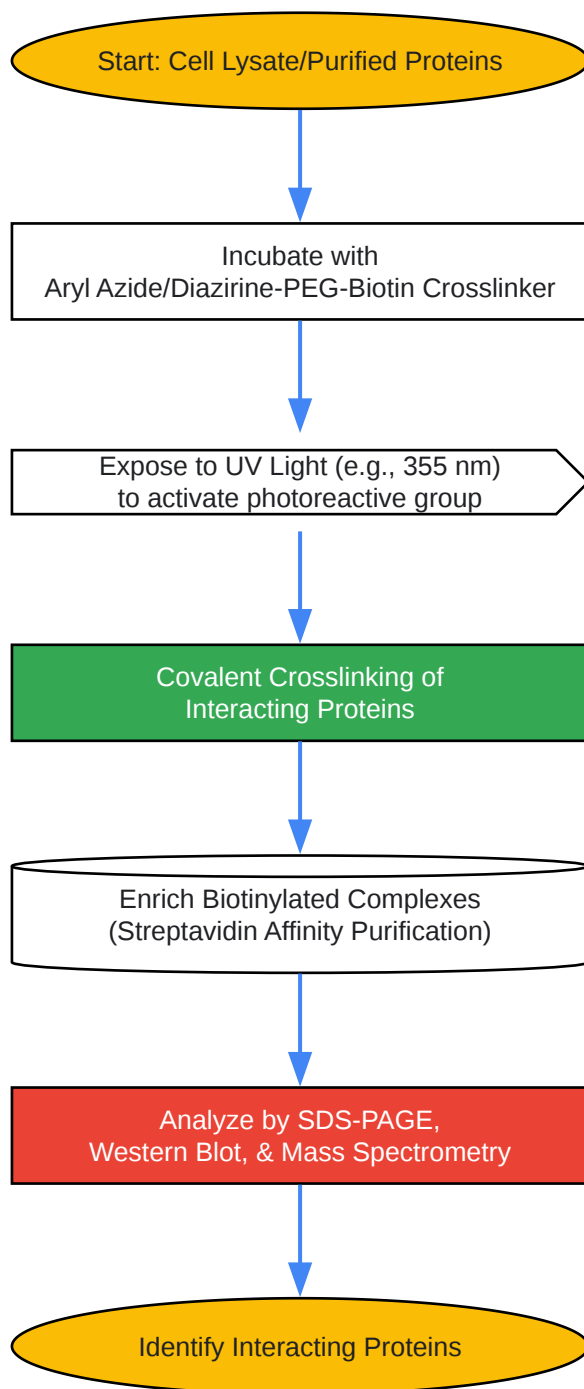 Start: Cell Lysate/Purified Proteins
Incubate with
Aryl Azide/Diazirine-PEG-Biotin Crosslinker
Expose to UV Light (e.g., 355 nm)
to activate photoreactive group
Covalent Crosslinking of
Interacting Proteins
Enrich Biotinylated Complexes
(Streptavidin Affinity Purification)
Analyze by SDS-PAGE,
Western Blot, & Mass Spectrometry
Identify Interacting Proteins